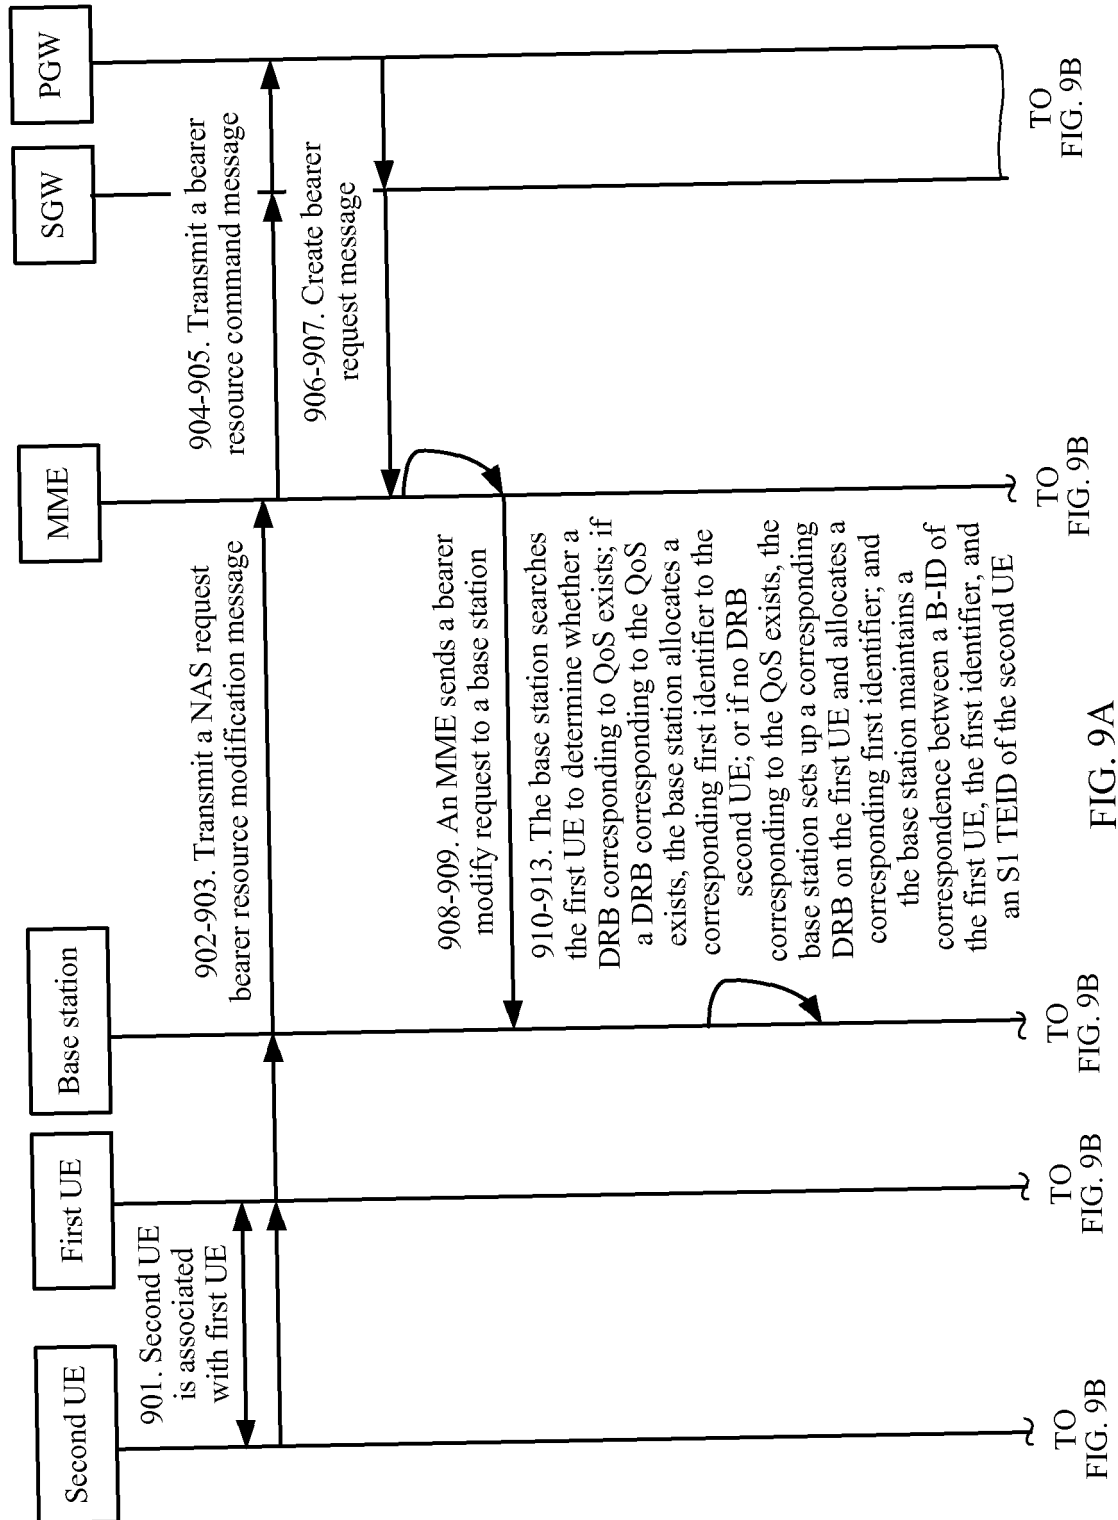 Second UE
First UE
Base station
MME
SGW
PGW
901. Second UE
is associated
with first UE
902-903. Transmit a NAS request
bearer resource modification message
904-905. Transmit a bearer
resource command message
906-907. Create bearer
request message
908-909. An MME sends a bearer
modify request to a base station
910-913. The base station searches
the first UE to determine whether a
DRB corresponding to QoS exists; if
a DRB corresponding to the QoS
exists, the base station allocates a
corresponding first identifier to the
second UE; or if no DRB
corresponding to the QoS exists, the
base station sets up a corresponding
DRB on the first UE and allocates a
corresponding first identifier; and
the base station maintains a
correspondence between a B-ID of
the first UE, the first identifier, and
an S1 TEID of the second UE
TO
FIG. 9B
TO
FIG. 9B
TO
FIG. 9B
TO
FIG. 9B
TO
FIG. 9B
FIG. 9A